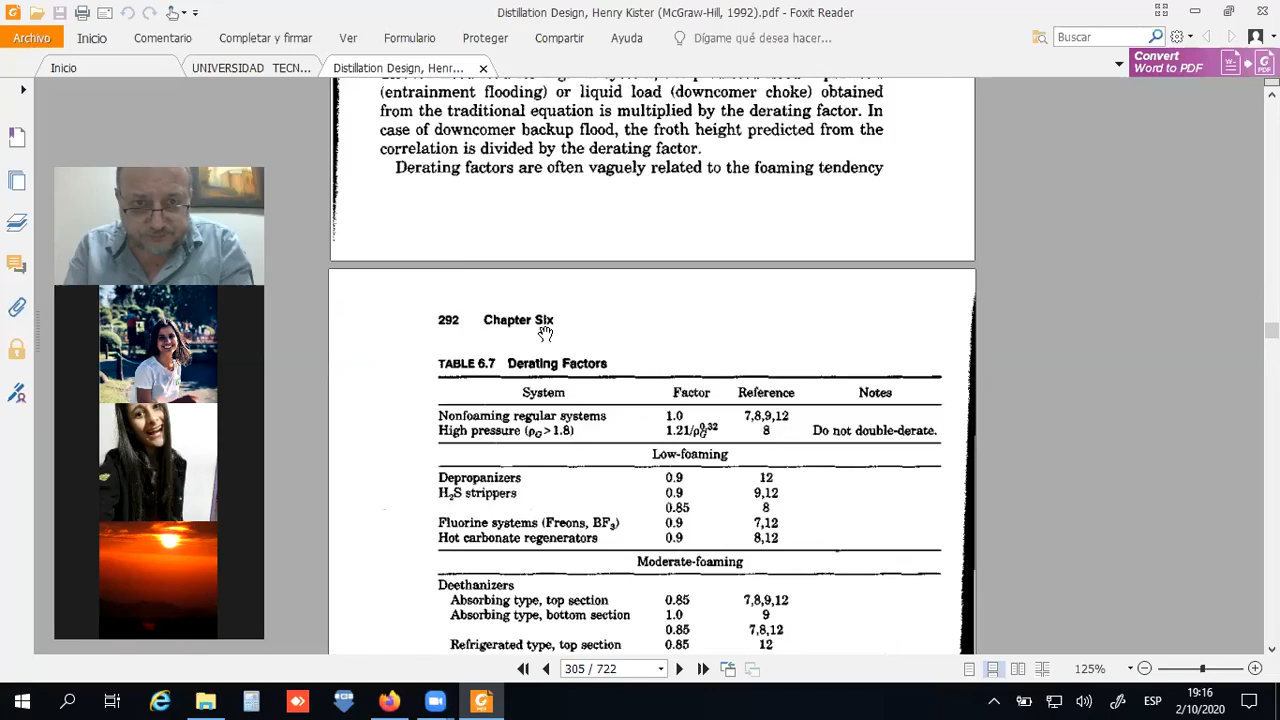 Distillation Design, Henry Kister (McGraw-Hill, 1992).pdf - Foxit Reader
Archivo Inicio Comentario Completar y firmar Ver Formulario Proteger Compartir Ayuda Dígame qué desea hacer... Buscar
Inicio UNIVERSIDAD TECN... Distillation Design, Henr...
Convert
Word to PDF
(entrainment flooding) or liquid load (downcomer choke) obtained
from the traditional equation is multiplied by the derating factor. In
case of downcomer backup flood, the froth height predicted from the
correlation is divided by the derating factor.
Derating factors are often vaguely related to the foaming tendency
292 Chapter Six
TABLE 6.7 Derating Factors
System Factor Reference Notes
Nonfoaming regular systems 1.0 7,8,9,12
High pressure (ρG > 1.8) 1.21/ρG^0.32 8 Do not double-derate.
Low-foaming
Depropanizers 0.9 12
H2S strippers 0.9 9,12
0.85 8
Fluorine systems (Freons, BF3) 0.9 7,12
Hot carbonate regenerators 0.9 8,12
Moderate-foaming
Deethanizers
Absorbing type, top section 0.85 7,8,9,12
Absorbing type, bottom section 1.0 9
0.85 7,8,12
Refrigerated type, top section 0.85 12
305 / 722 125%
ESP 19:16
2/10/2020